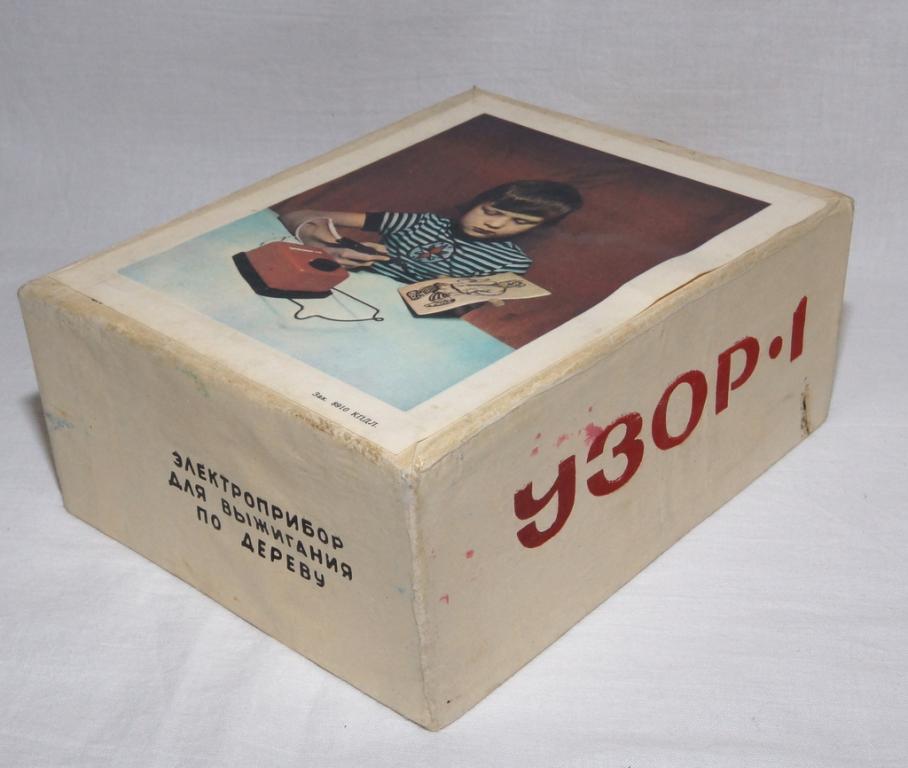 Зак. 8910 КПДЛ.
ЭЛЕКТРОПРИБОР
ДЛЯ ВЫЖИГАНИЯ
ПО ДЕРЕВУ
УЗОР·1